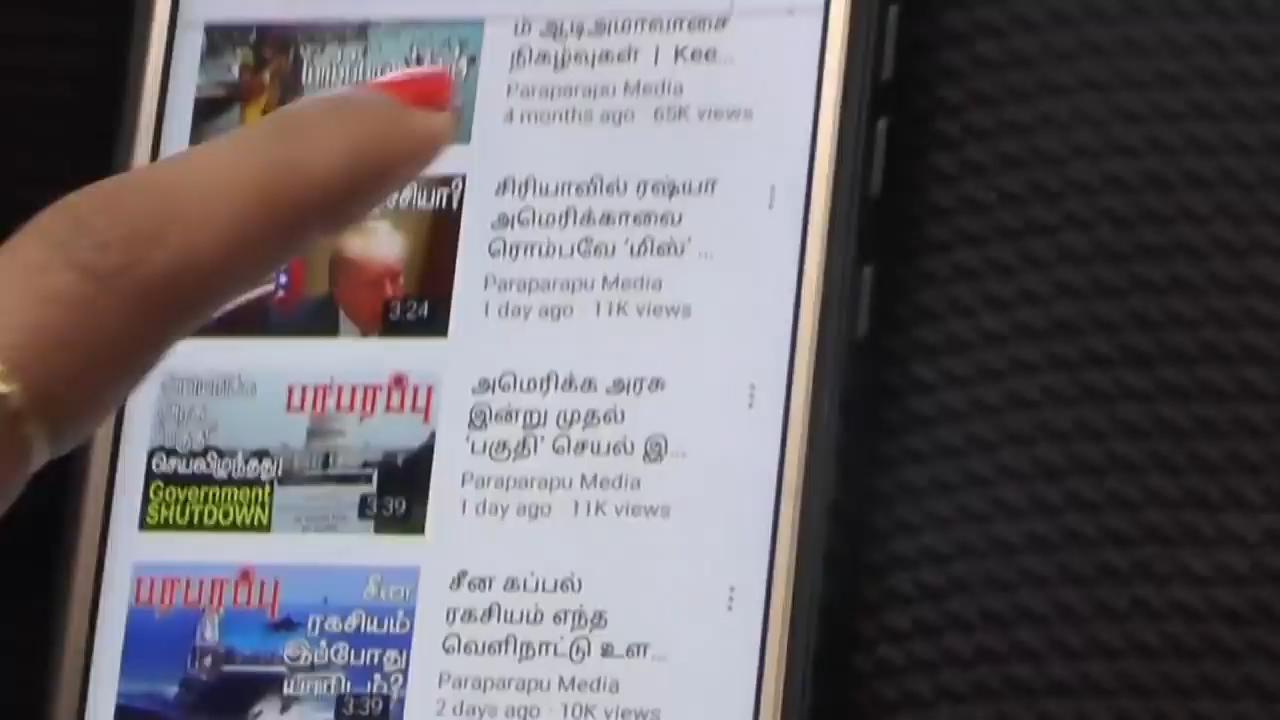 ம் ஆடிஅமாவாசை
நிகழ்வுகள் | Kee...
Paraparapu Media
4 months ago · 65K views
சியா?
3:24
சிரியாவில் ரஷ்யா
அமெரிக்காவை
ரொம்பவே 'மிஸ்' ...
Paraparapu Media
1 day ago · 11K views
பரபரப்பு
செயலிழந்தது!
Government
SHUTDOWN
3:39
அமெரிக்க அரசு
இன்று முதல்
'பகுதி' செயல் இ...
Paraparapu Media
1 day ago · 11K views
பரபரப்பு
சீன
ரகசியம்
இப்போது
யாரிடம்?
3:39
சீன கப்பல்
ரகசியம் எந்த
வெளிநாட்டு உள...
Paraparapu Media
2 days ago · 10K views